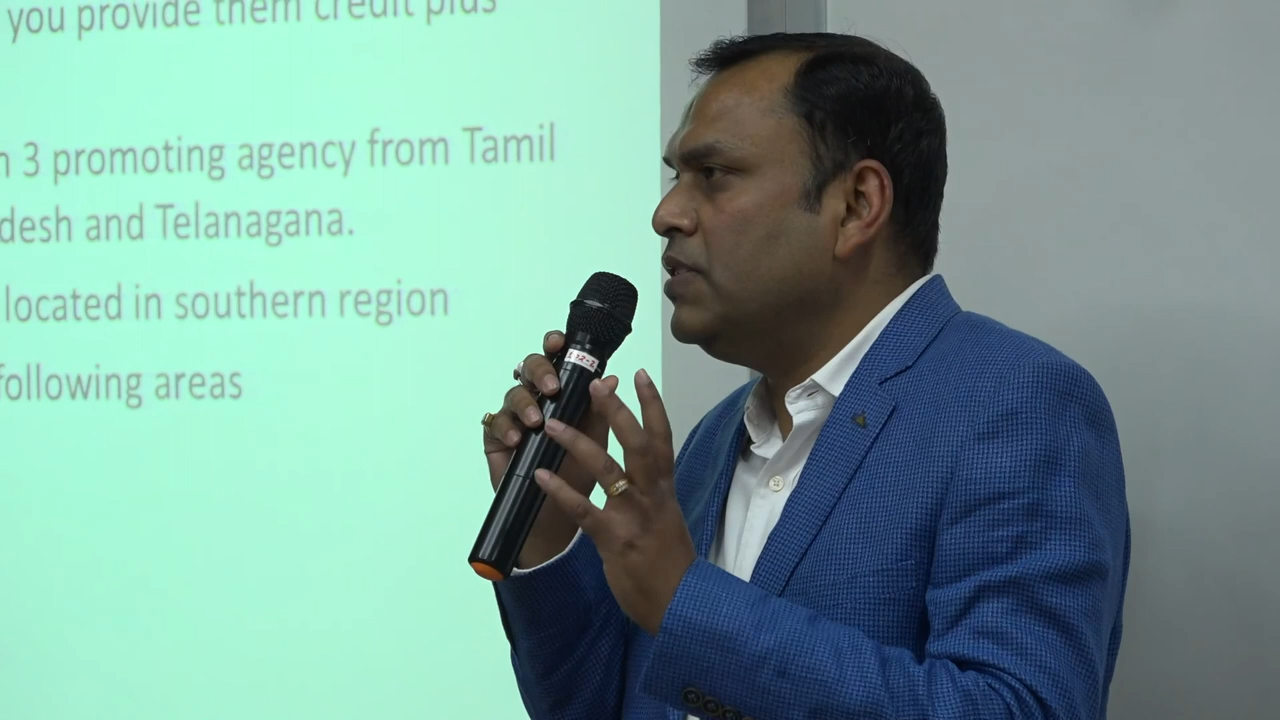 you provide them credit plus
3 promoting agency from Tamil
desh and Telanagana.
located in southern region
following areas